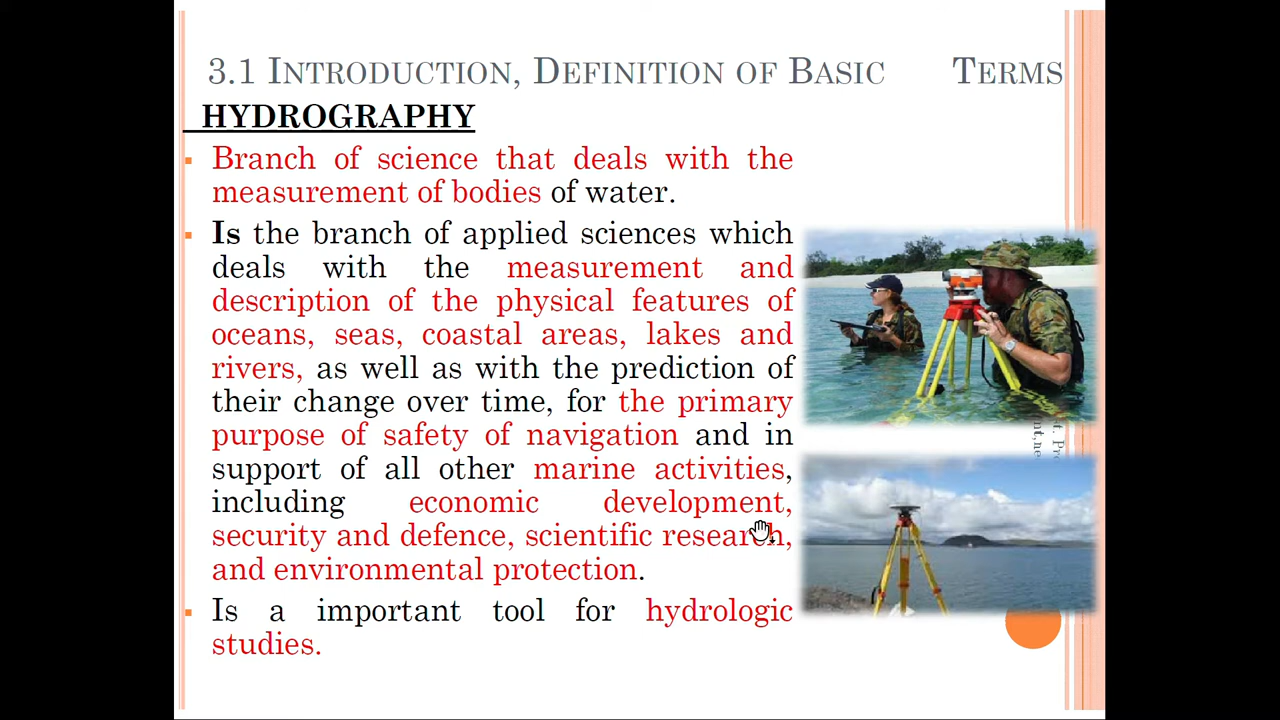 3.1 INTRODUCTION, DEFINITION OF BASIC TERMS
HYDROGRAPHY
Branch of science that deals with the
measurement of bodies of water.
Is the branch of applied sciences which
deals with the measurement and
description of the physical features of
oceans, seas, coastal areas, lakes and
rivers, as well as with the prediction of
their change over time, for the primary
purpose of safety of navigation and in
support of all other marine activities,
including economic development,
security and defence, scientific research,
and environmental protection.
Is a important tool for hydrologic
studies.